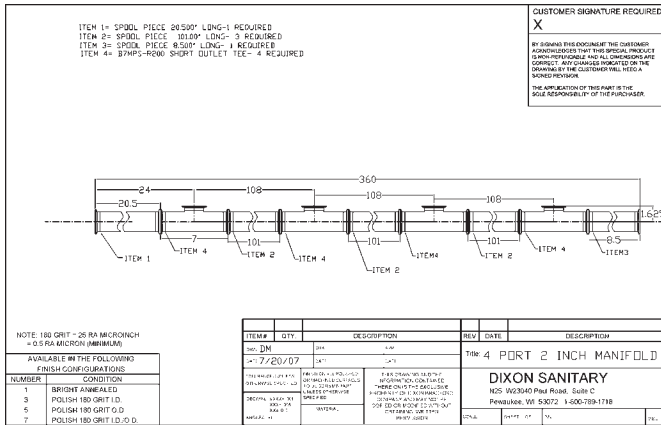 ITEM 1= SPOOL PIECE 20.500" LONG-1 REQUIRED
ITEM 2= SPOOL PIECE 101.00" LONG- 3 REQUIRED
ITEM 3= SPOOL PIECE 8.500" LONG- 1 REQUIRED
ITEM 4= B7MPS-R200 SHORT OUTLET TEE- 4 REQUIRED
CUSTOMER SIGNATURE REQUIRED
X
BY SIGNING THIS DOCUMENT THE CUSTOMER
ACKNOWLEDGES THAT THIS SPECIAL PRODUCT
IS NON-REFUNDABLE AND ALL DIMENSIONS ARE
CORRECT. ANY CHANGES INDICATED ON THE
DRAWING BY THE CUSTOMER WILL NEED A
SIGNED REVISION.
THE APPLICATION OF THIS PART IS THE
SOLE RESPONSIBILITY OF THE PURCHASER.
360
24
108
108
108
20.5
1.625
7
101
101
101
8.5
ITEM 1
ITEM 4
ITEM 2
ITEM 4
ITEM 2
ITEM4
ITEM 2
ITEM 4
ITEM3
NOTE: 180 GRIT = 25 RA MICROINCH
= 0.5 RA MICRON (MINIMUM)
AVAILABLE IN THE FOLLOWING
FINISH CONFIGURATIONS
NUMBER CONDITION
1 BRIGHT ANNEALED
3 POLISH 180 GRIT I.D.
5 POLISH 180 GRIT O.D
7 POLISH 180 GRIT I.D./O.D.
ITEM# QTY. DESCRIPTION
REV DATE DESCRIPTION
DM
7/20/07
Title: 4 PORT 2 INCH MANIFOLD
DIXON SANITARY
N25 W23040 Paul Road, Suite C
Pewaukee, WI 53072 1-800-789-1718